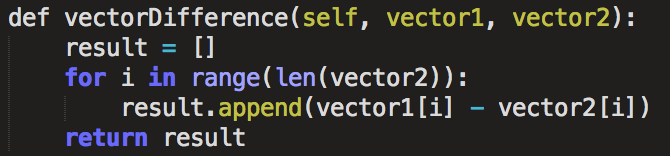 def vectorDifference(self, vector1, vector2):
    result = []
    for i in range(len(vector2)):
        result.append(vector1[i] - vector2[i])
    return result